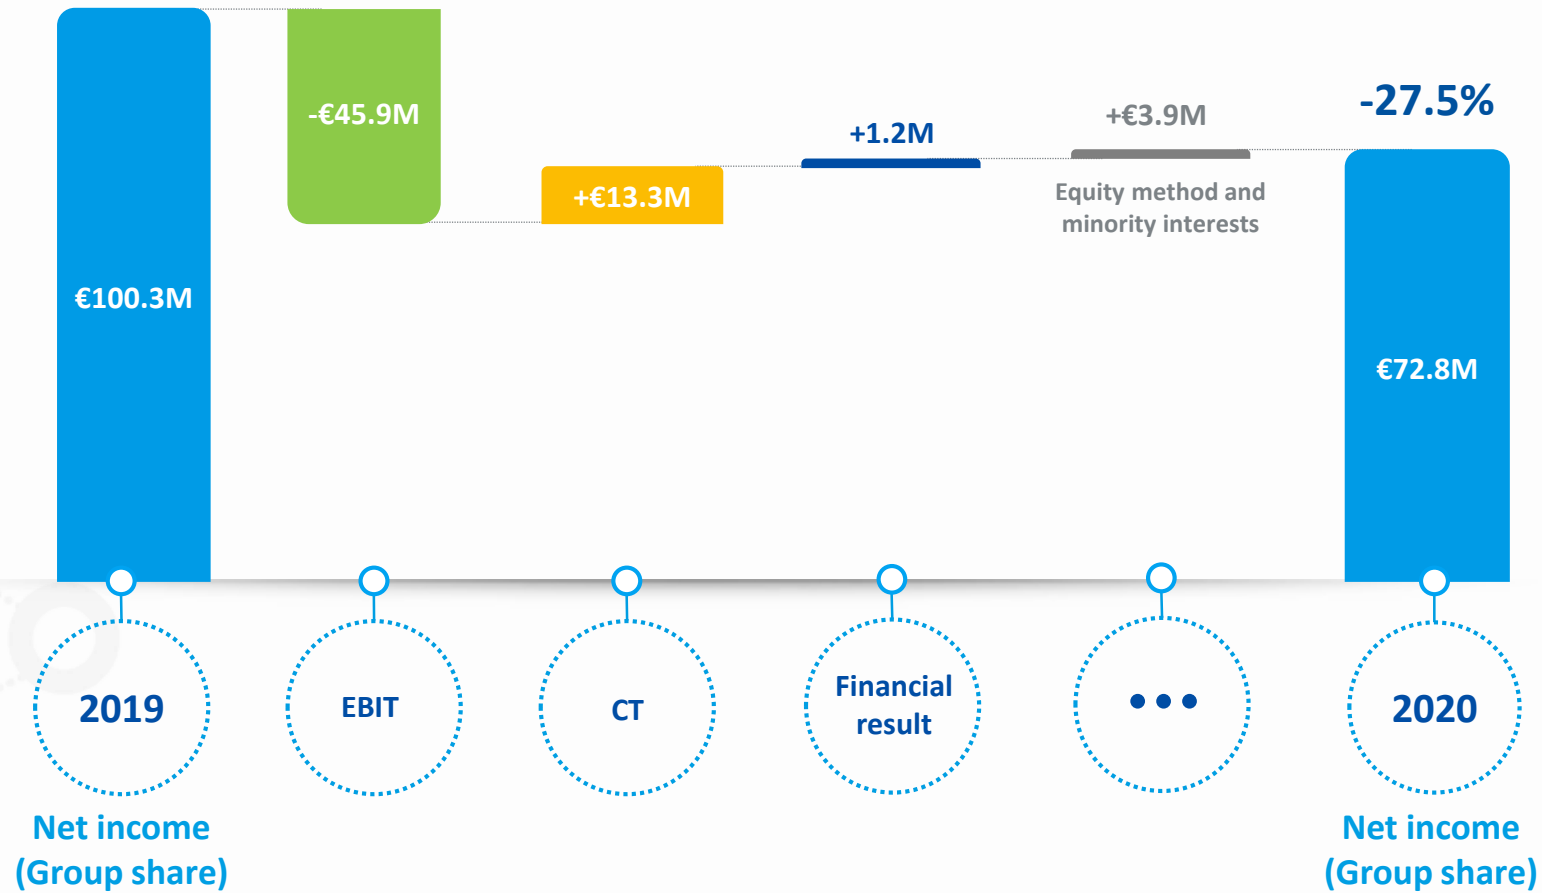 -€45.9M
+1.2M
+€3.9M
-27.5%
+€13.3M
Equity method and
minority interests
€100.3M
€72.8M
2019
EBIT
CT
Financial
result
•••
2020
Net income
(Group share)
Net income
(Group share)